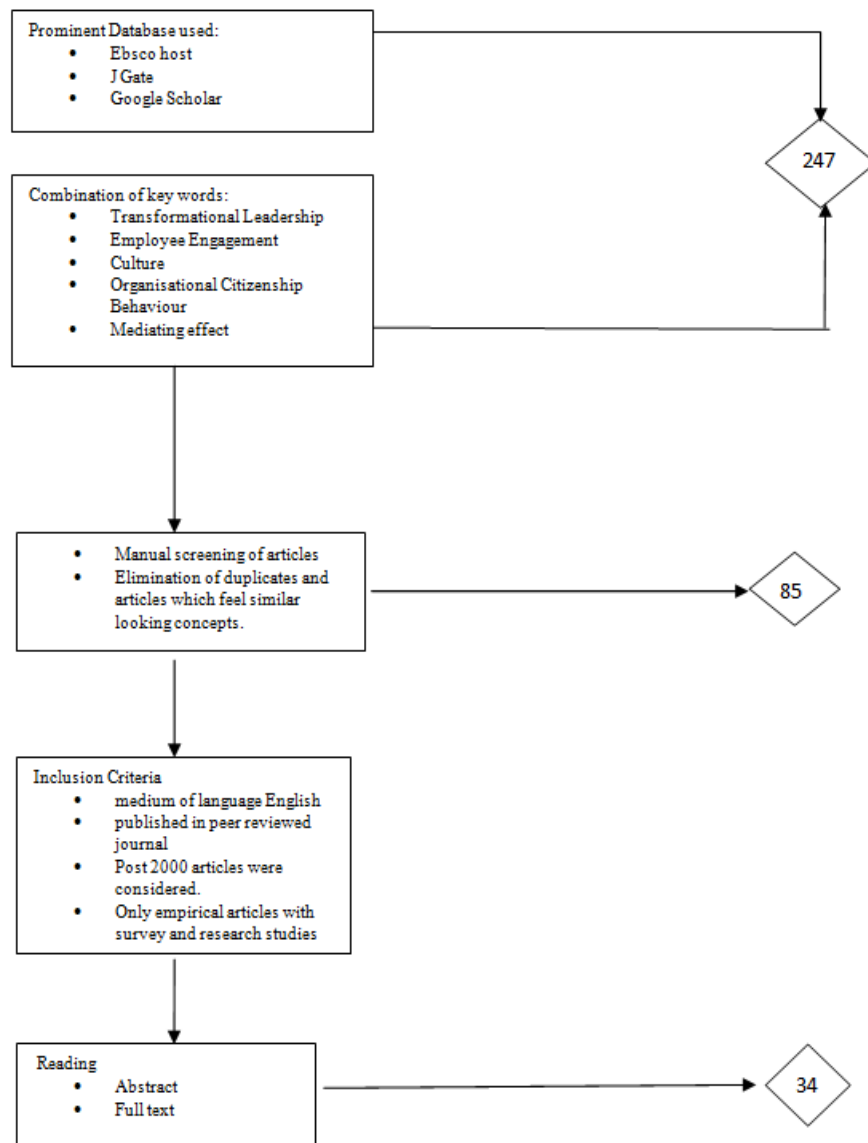 Prominent Database used:
• Ebsco host
• J Gate
• Google Scholar
247
Combination of key words:
• Transformational Leadership
• Employee Engagement
• Culture
• Organisational Citizenship
Behaviour
• Mediating effect
• Manual screening of articles
• Elimination of duplicates and
articles which feel similar
looking concepts.
85
Inclusion Criteria
• medium of language English
• published in peer reviewed
journal
• Post 2000 articles were
considered.
• Only empirical articles with
survey and research studies
Reading
• Abstract
• Full text
34